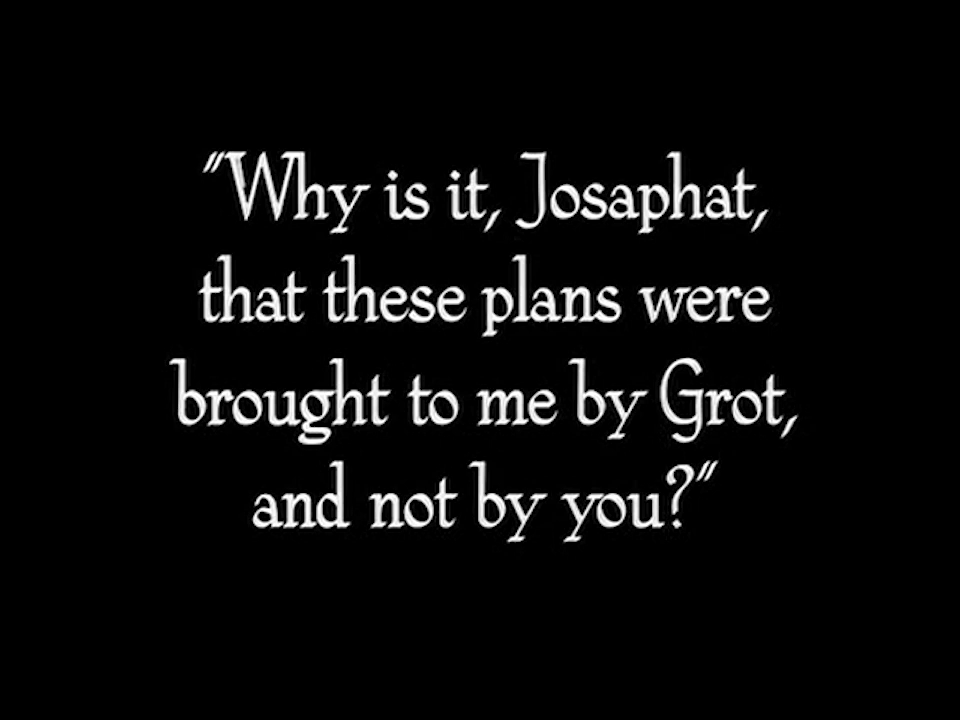 "Why is it, Josaphat,
that these plans were
brought to me by Grot,
and not by you?"